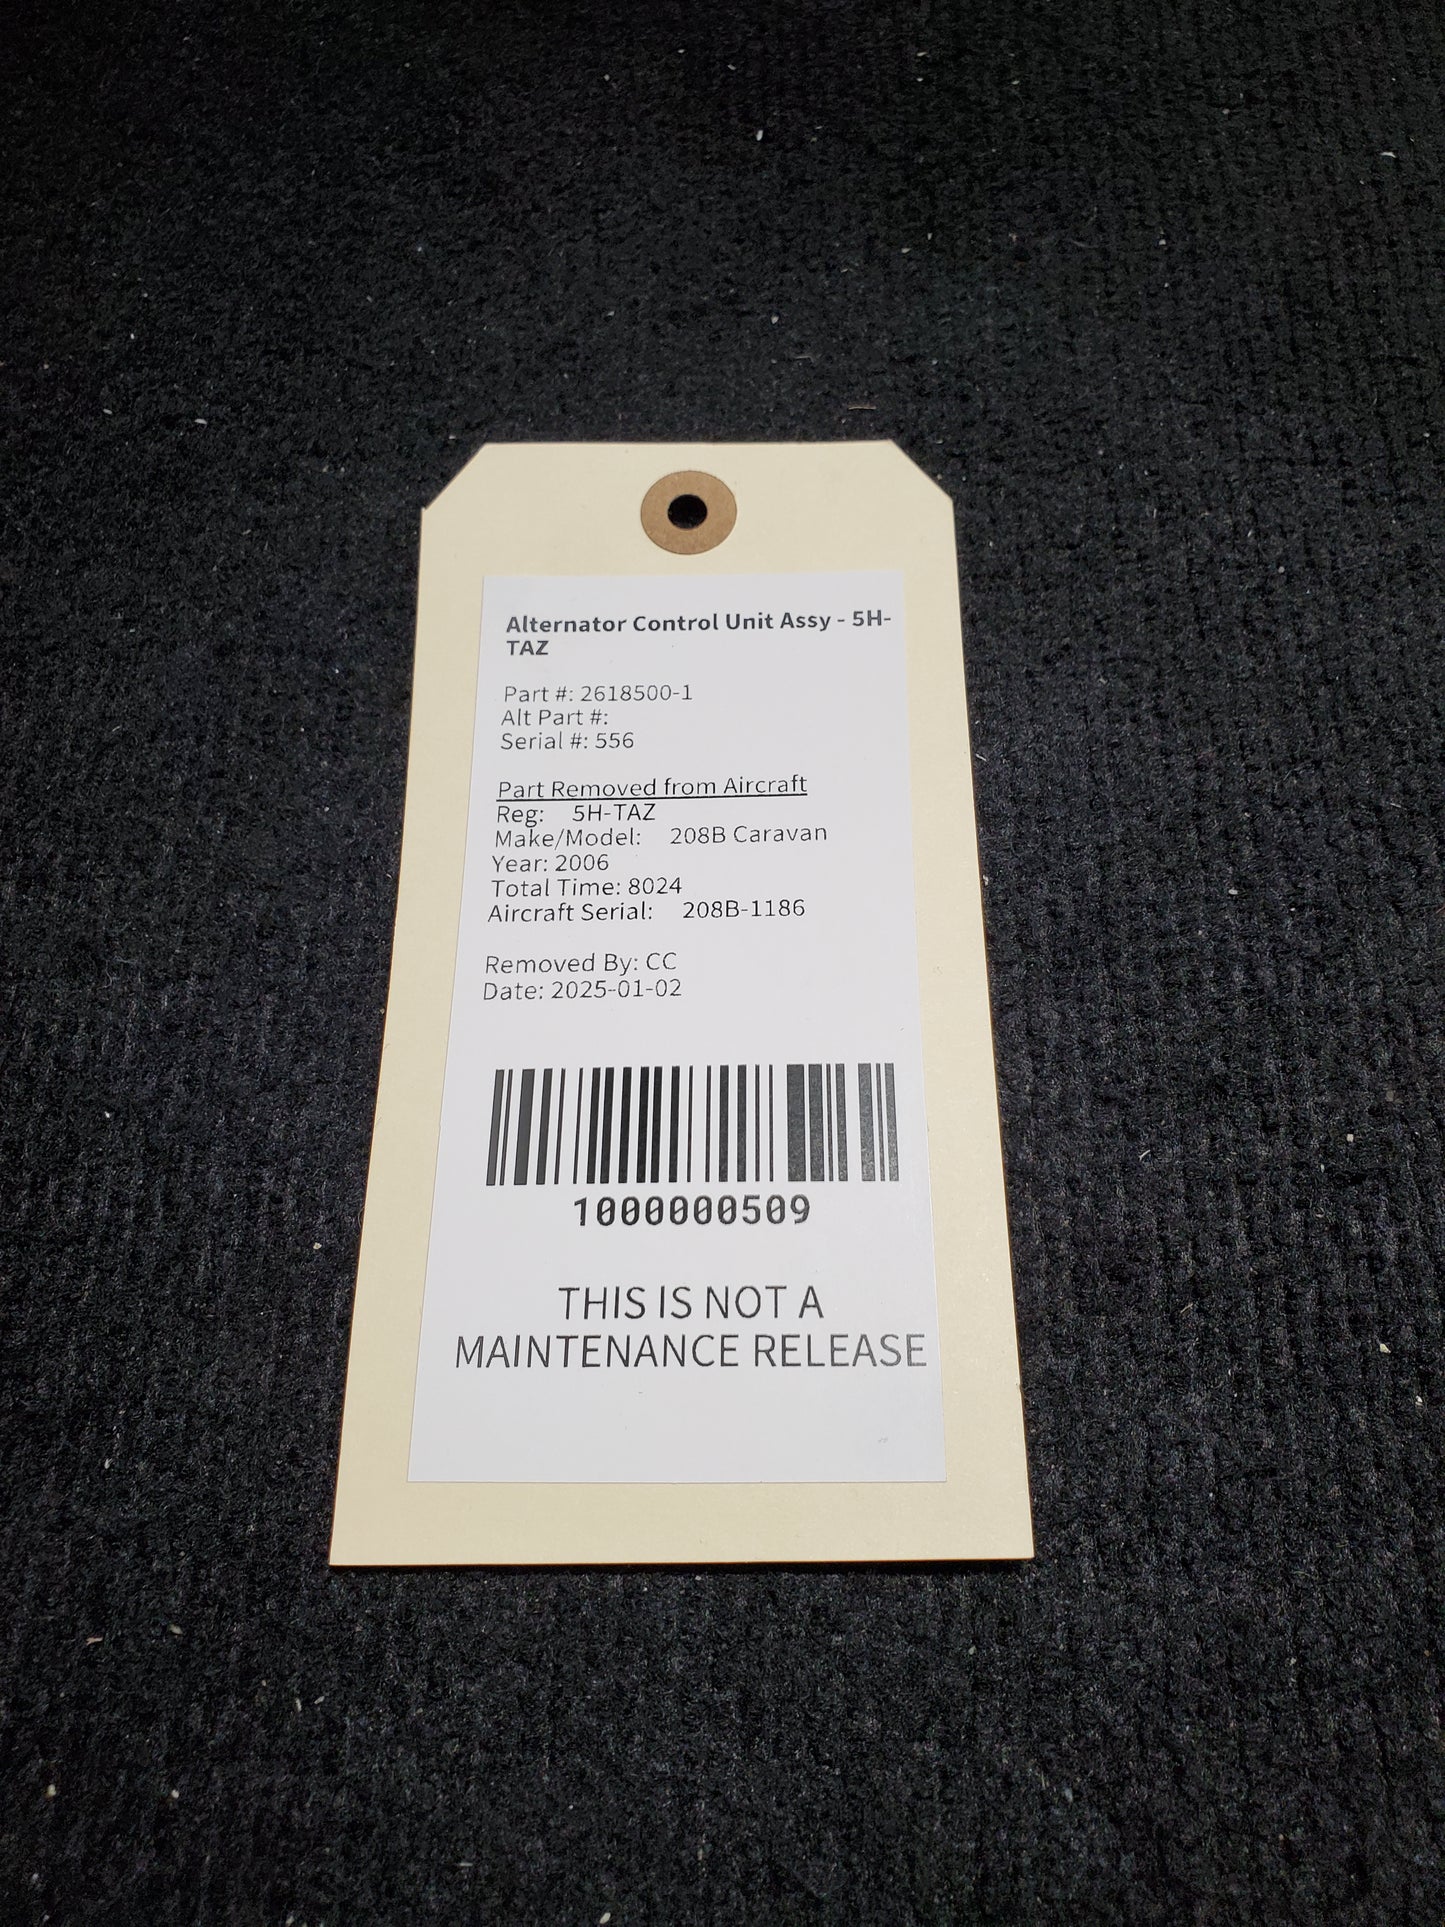 Alternator Control Unit Assy - 5H-
TAZ
Part #: 2618500-1
Alt Part #:
Serial #: 556
Part Removed from Aircraft
Reg: 5H-TAZ
Make/Model: 208B Caravan
Year: 2006
Total Time: 8024
Aircraft Serial: 208B-1186
Removed By: CC
Date: 2025-01-02
1000000509
THIS IS NOT A
MAINTENANCE RELEASE